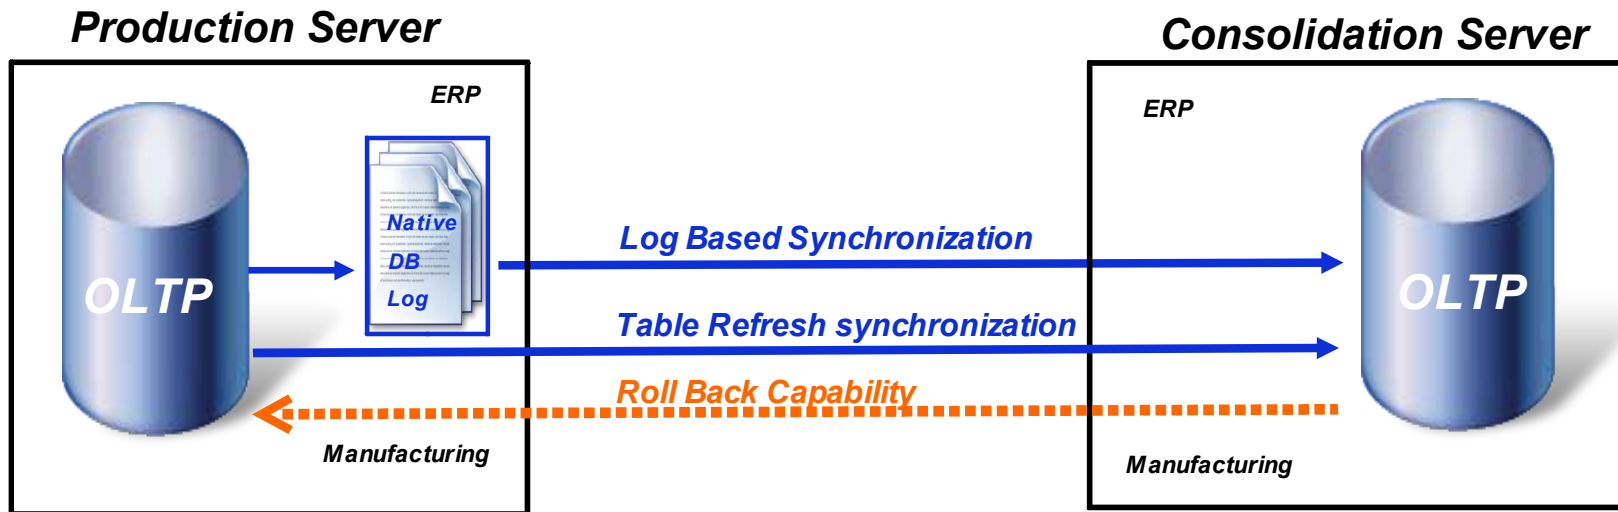 Production Server
Consolidation Server
ERP
ERP
Native
DB
Log
OLTP
OLTP
Log Based Synchronization
Table Refresh synchronization
Roll Back Capability
Manufacturing
Manufacturing